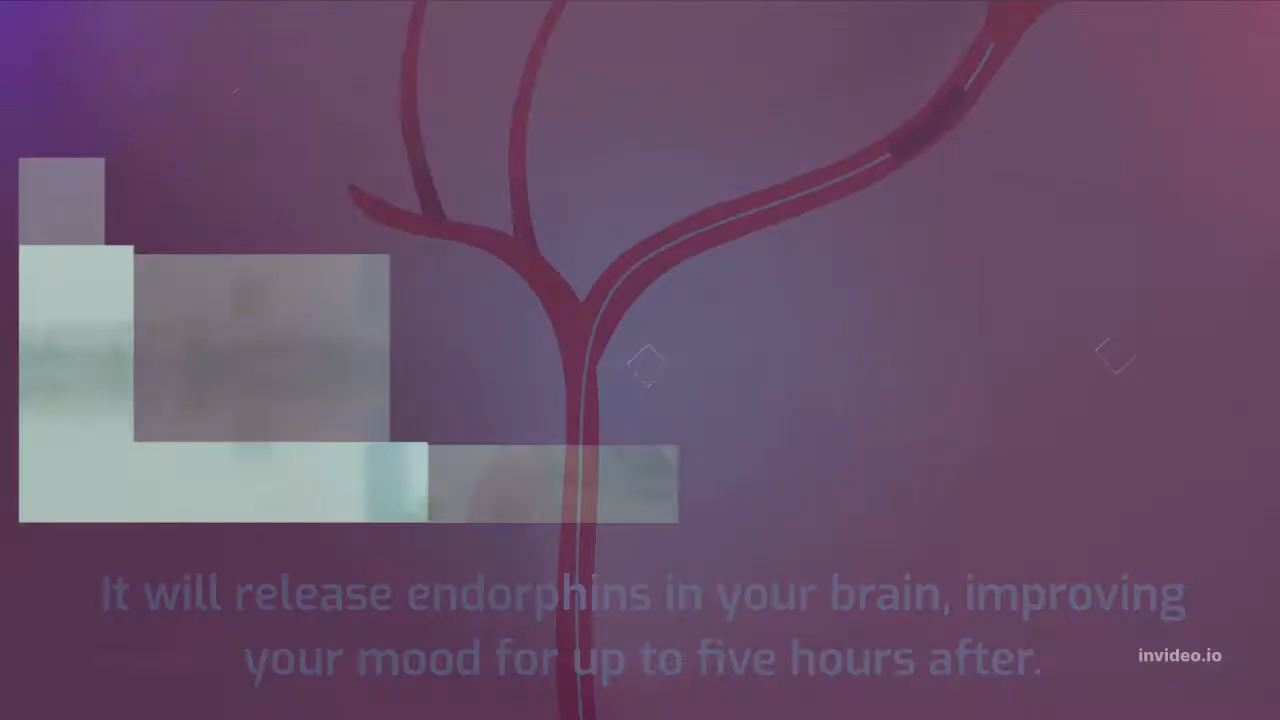 It will release endorphins in your brain, improving
your mood for up to five hours after.
invideo.io